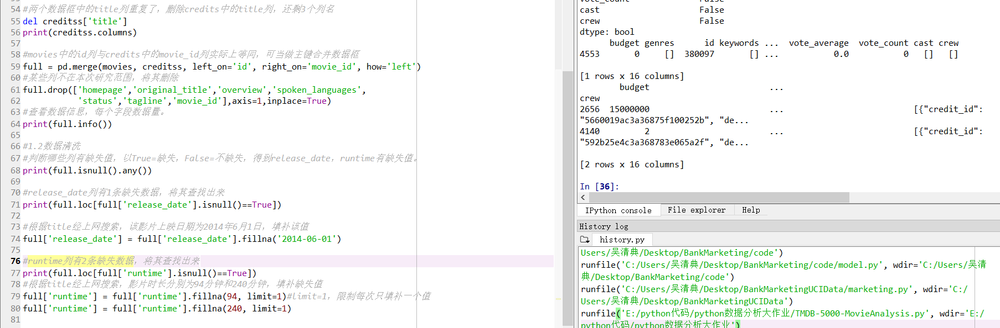 54 #两个数据框中的title列重复了，删除credits中的title列，还剩3个列名
55 del creditss['title']
56 print(creditss.columns)
57
58 #movies中的id列与credits中的movie_id列实际上等同，可当做主键合并数据框
59 full = pd.merge(movies, creditss, left_on='id', right_on='movie_id', how='left')
60 #某些列不在本次研究范围，将其删除
61 full.drop(['homepage','original_title','overview','spoken_languages',
62 'status','tagline','movie_id'],axis=1,inplace=True)
63 #查看数据信息，每个字段数据量。
64 print(full.info())
65
66 #1.2数据清洗
67 #判断哪些列有缺失值，以True=缺失，False=不缺失，得到release_date，runtime有缺失值。
68 print(full.isnull().any())
69
70 #release_date列有1条缺失数据，将其查找出来
71 print(full.loc[full['release_date'].isnull()==True])
72
73 #根据title经上网搜索，该影片上映日期为2014年6月1日，填补该值
74 full['release_date'] = full['release_date'].fillna('2014-06-01')
75
76 #runtime列有2条缺失数据，将其查找出来
77 print(full.loc[full['runtime'].isnull()==True])
78 #根据title经上网搜索，影片时长分别为94分钟和240分钟，填补缺失值
79 full['runtime'] = full['runtime'].fillna(94, limit=1)#limit=1，限制每次只填补一个值
80 full['runtime'] = full['runtime'].fillna(240, limit=1)
81
vote_count False
cast False
crew False
dtype: bool
budget genres id keywords ... vote_average vote_count cast crew
4553 0 [] 380097 [] ... 0.0 0 [] []
[1 rows x 16 columns]
budget ...
crew
2656 15000000 ... [{"credit_id":
"5660019ac3a36875f100252b", "de...
4140 2 ... [{"credit_id":
"592b25e4c3a368783e065a2f", "de...
[2 rows x 16 columns]
In [36]:
IPython console File explorer Help
History log
history.py
Users/吴清典/Desktop/BankMarketing/code')
runfile('C:/Users/吴清典/Desktop/BankMarketing/code/model.py', wdir='C:/Users/吴清
典/Desktop/BankMarketing/code')
runfile('C:/Users/吴清典/Desktop/BankMarketingUCIData/marketing.py', wdir='C:/
Users/吴清典/Desktop/BankMarketingUCIData')
runfile('E:/python代码/python数据分析大作业/TMDB-5000-MovieAnalysis.py', wdir='E:/
python代码/python数据分析大作业')